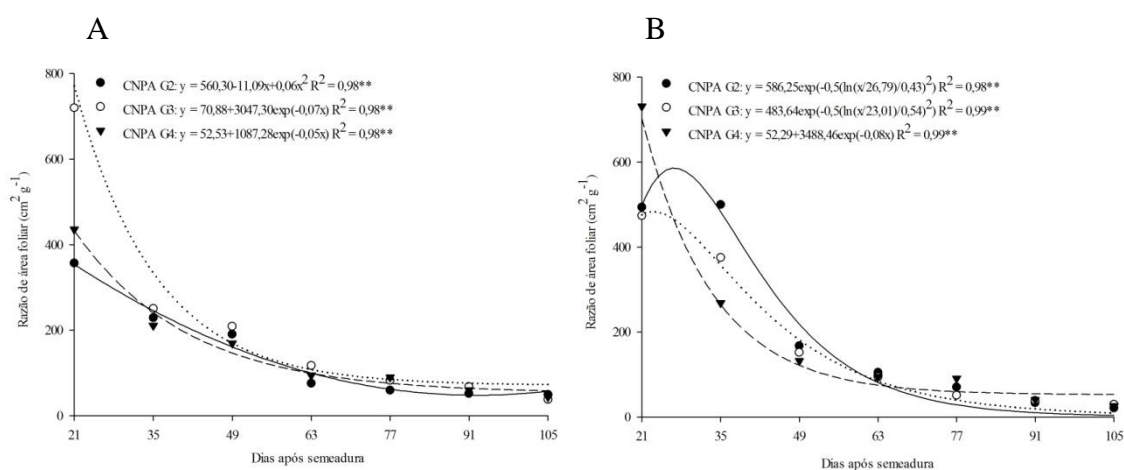 A
B
CNPA G2: y = 560,30-11,09x+0,06x² R² = 0,98**
CNPA G3: y = 70,88+3047,30exp(-0,07x) R² = 0,98**
CNPA G4: y = 52,53+1087,28exp(-0,05x) R² = 0,98**
Razão de área foliar (cm² g⁻¹)
800
600
400
200
0
21 35 49 63 77 91 105
Dias após semeadura
CNPA G2: y = 586,25exp(-0,5(ln(x/26,79)/0,43)²) R² = 0,98**
CNPA G3: y = 483,64exp(-0,5(ln(x/23,01)/0,54)²) R² = 0,99**
CNPA G4: y = 52,29+3488,46exp(-0,08x) R² = 0,99**
Razão de área foliar (cm² g⁻¹)
800
600
400
200
0
21 35 49 63 77 91 105
Dias após semeadura